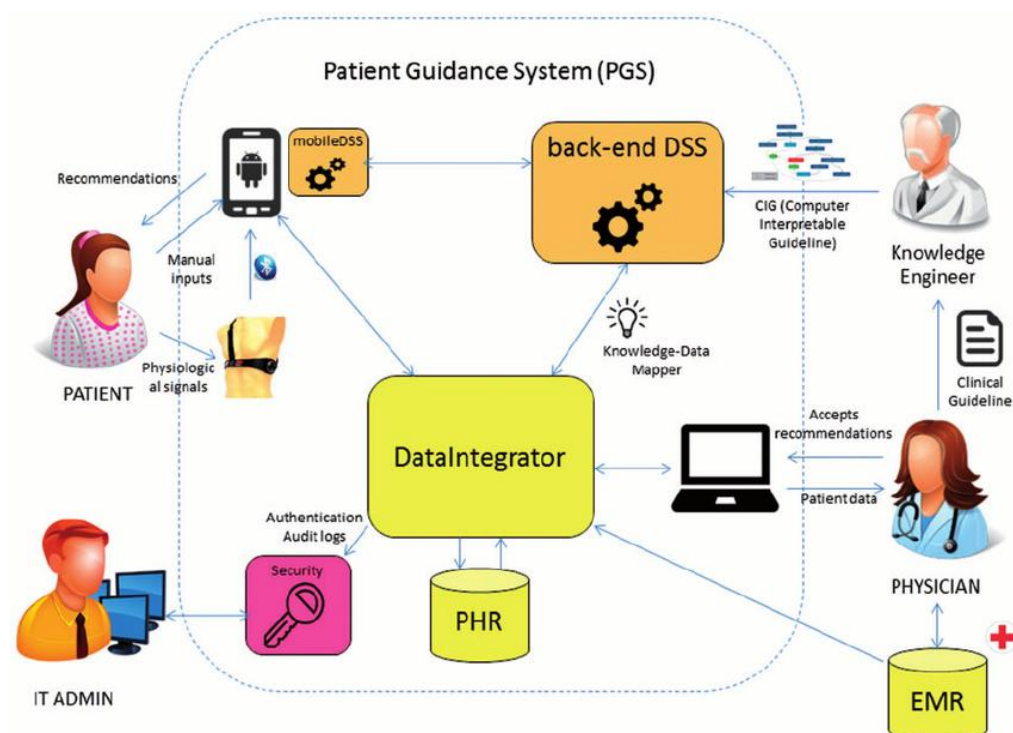 Patient Guidance System (PGS)
mobileDSS
back-end DSS
Recommendations
CIG (Computer
Interpretable
Guideline)
Knowledge
Engineer
Manual
inputs
Knowledge-Data
Mapper
Physiologic
al signals
PATIENT
Clinical
Guideline
Accepts
recommendations
DataIntegrator
Patient data
Authentication
Audit logs
Security
PHR
PHYSICIAN
IT ADMIN
EMR